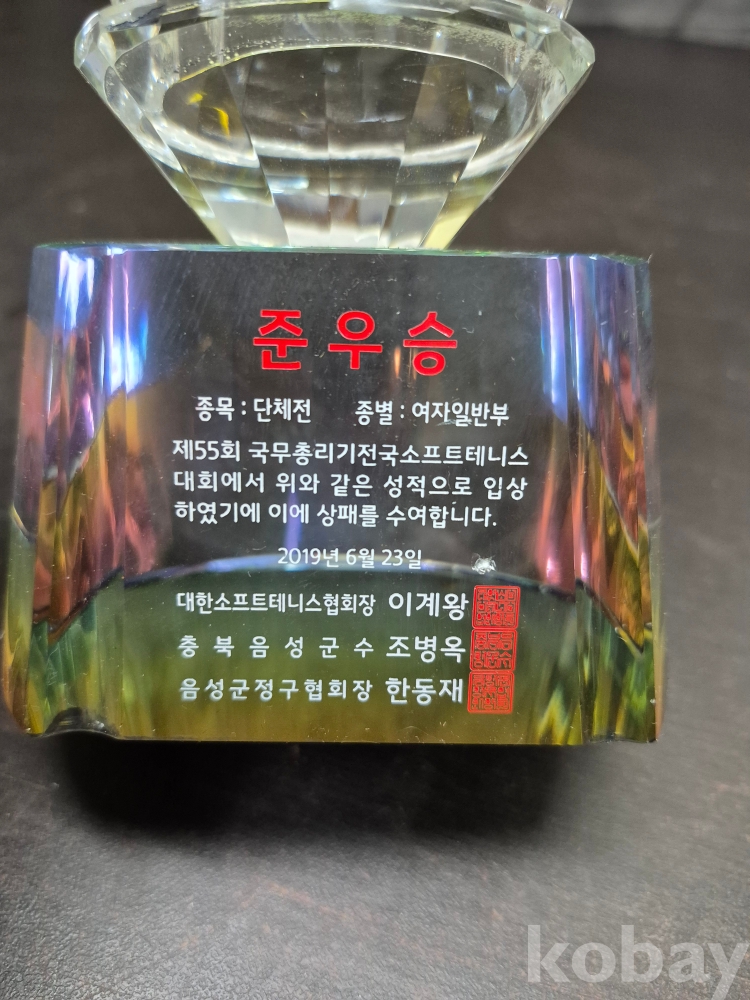 준우승
종목 : 단체전 종별 : 여자일반부
제55회 국무총리기전국소프트테니스
대회에서 위와 같은 성적으로 입상
하였기에 이에 상패를 수여합니다.
2019년 6월 23일
대한소프트테니스협회장 이계왕
충북음성군수 조병옥
음성군정구협회장 한동재
kobay